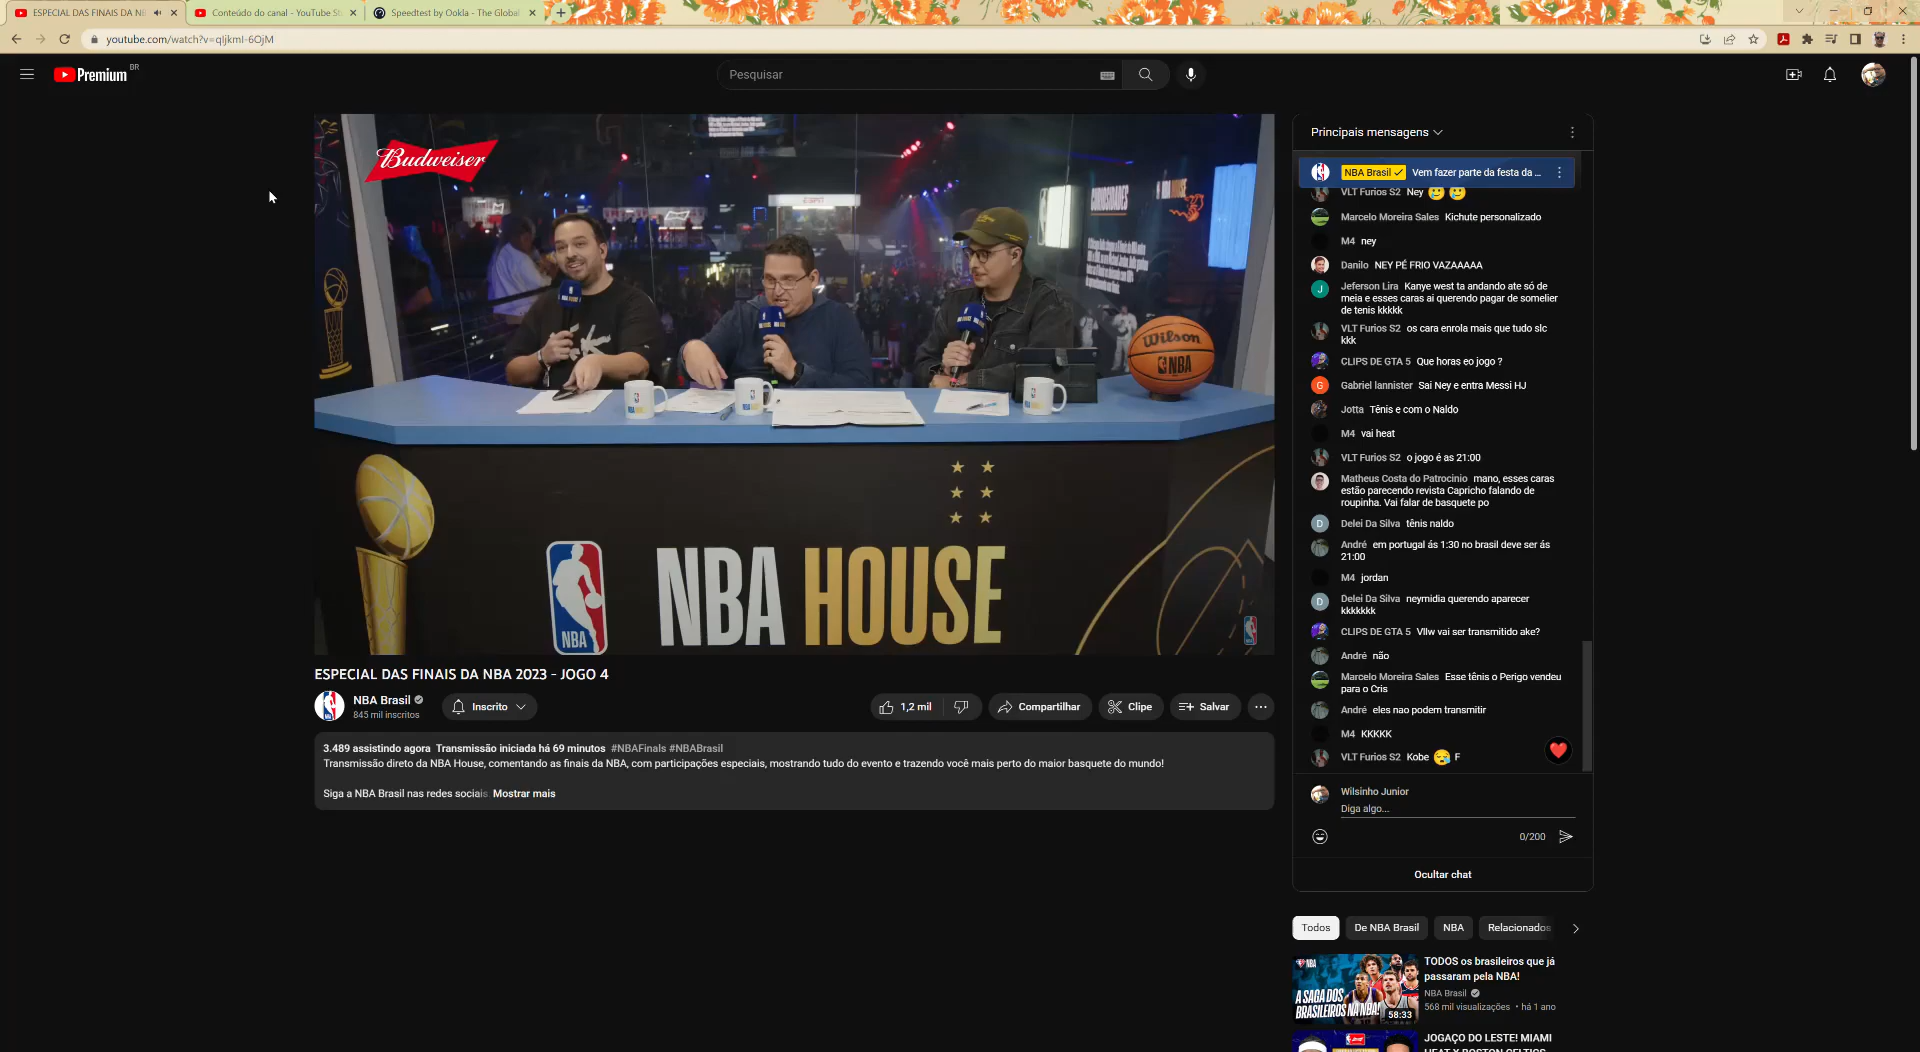 ESPECIAL DAS FINAIS DA N
Conteúdo do canal - YouTube St
Speedtest by Ookla - The Global
youtube.com/watch?v=qIjkmI-6OjM
Premium BR
Pesquisar
Budweiser
Wilson
NBA
NBA
NBA HOUSE
ESPECIAL DAS FINAIS DA NBA 2023 - JOGO 4
NBA Brasil
845 mil inscritos
Inscrito
1,2 mil
Compartilhar
Clipe
Salvar
3.489 assistindo agora Transmissão iniciada há 69 minutos #NBAFinals #NBABrasil
Transmissão direto da NBA House, comentando as finais da NBA, com participações especiais, mostrando tudo do evento e trazendo você mais perto do maior basquete do mundo!
Siga a NBA Brasil nas redes sociais Mostrar mais
Principais mensagens
NBA Brasil Vem fazer parte da festa da ...
VLT Furios S2 Ney
Marcelo Moreira Sales Kichute personalizado
M4 ney
Danilo NEY PÉ FRIO VAZAAAAA
J
Jeferson Lira Kanye west ta andando ate só de
meia e esses caras ai querendo pagar de somelier
de tenis kkkkk
VLT Furios S2 os cara enrola mais que tudo slc
kkk
CLIPS DE GTA 5 Que horas eo jogo ?
G
Gabriel lannister Sai Ney e entra Messi HJ
Jotta Tênis e com o Naldo
M4 vai heat
VLT Furios S2 o jogo é as 21:00
Matheus Costa do Patrocinio mano, esses caras
estão parecendo revista Capricho falando de
roupinha. Vai falar de basquete po
D
Delei Da Silva tênis naldo
André em portugal ás 1:30 no brasil deve ser ás
21:00
M4 jordan
D
Delei Da Silva neymidia querendo aparecer
kkkkkkk
CLIPS DE GTA 5 Vllw vai ser transmitido ake?
André não
Marcelo Moreira Sales Esse tênis o Perigo vendeu
para o Cris
André eles nao podem transmitir
M4 KKKKK
VLT Furios S2 Kobe F
Wilsinho Junior
Diga algo...
0/200
Ocultar chat
Todos
De NBA Brasil
NBA
Relacionados
NBA
A SAGA DOS
BRASILEIROS NA NBA!
58:33
TODOS os brasileiros que já
passaram pela NBA!
NBA Brasil
568 mil visualizações • há 1 ano
JOGAÇO DO LESTE! MIAMI
HEAT X BOSTON CELTICS